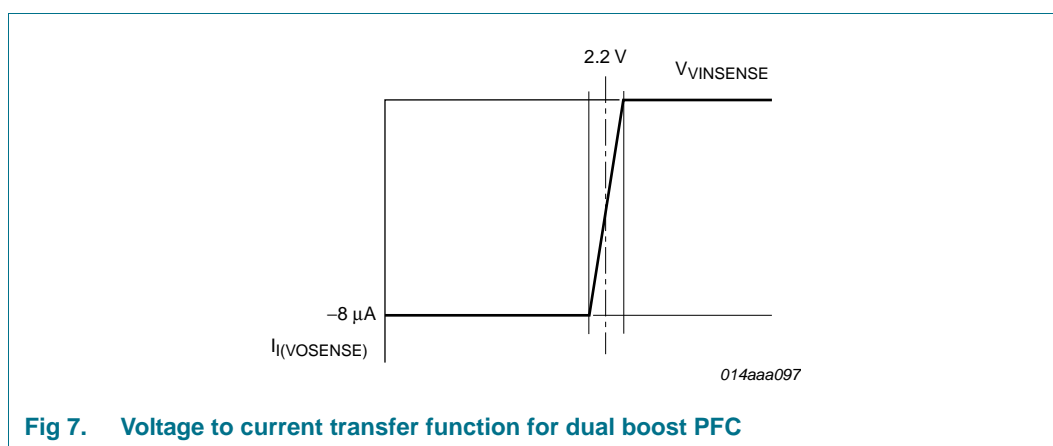 2.2 V
VVINSENSE
−8 μA
II(VOSENSE)
014aaa097
Fig 7. Voltage to current transfer function for dual boost PFC